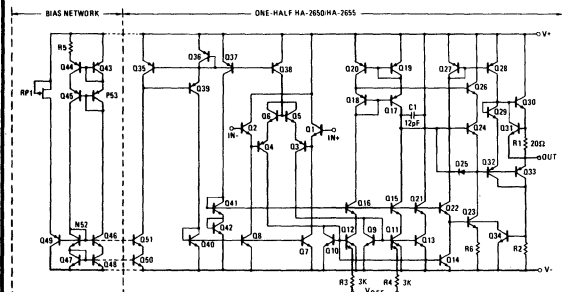 BIAS NETWORK ONE-HALF HA-2650/HA-2655
V+
R5 Q36 Q37
Q44 Q43 Q35 Q38 Q20 Q19 Q27 Q28
RP1 Q45 P53 Q39 Q26 Q30
Q6 Q5 Q18 Q17 C1 Q29
12pF
Q2 Q1 Q24 Q31 R1 20Ω
IN- IN+
Q4 Q3 OUT
Q25 Q32 Q33
Q41 Q16 Q15 Q21 Q22
N52 Q42 Q23
Q49 Q46 Q51 Q40 Q8 Q7 Q10 Q12 Q9 Q11 Q13 Q34 R2
Q47 Q48 Q50 Q14 R6
V-
R3 3K R4 3K